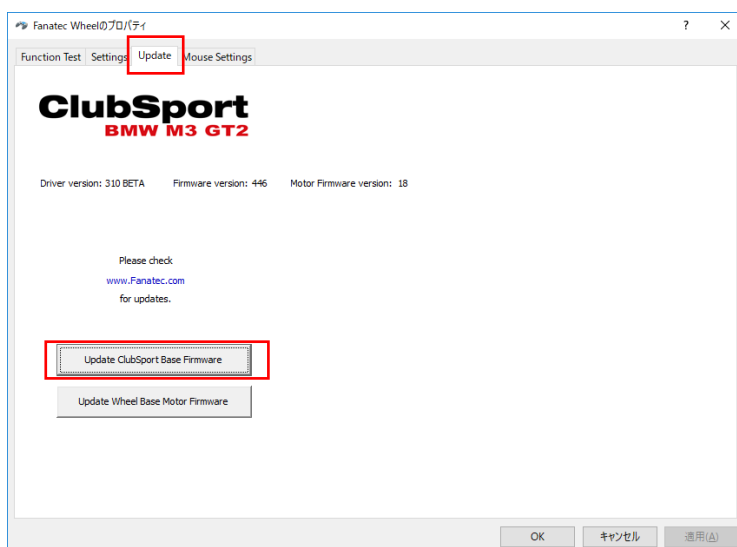 Fanatec Wheelのプロパティ
? ×
Function Test Settings Update Mouse Settings
ClubSport
BMW M3 GT2
Driver version: 310 BETA Firmware version: 446 Motor Firmware version: 18
Please check
www.Fanatec.com
for updates.
Update ClubSport Base Firmware
Update Wheel Base Motor Firmware
OK キャンセル 適用(A)